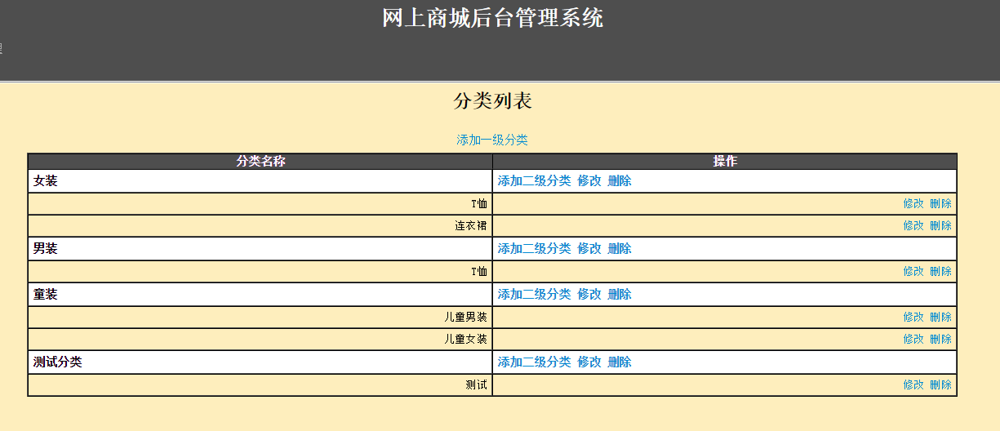 网上商城后台管理系统
分类列表
添加一级分类
分类名称 操作
女装 添加二级分类 修改 删除
T恤 修改 删除
连衣裙 修改 删除
男装 添加二级分类 修改 删除
T恤 修改 删除
童装 添加二级分类 修改 删除
儿童男装 修改 删除
儿童女装 修改 删除
测试分类 添加二级分类 修改 删除
测试 修改 删除